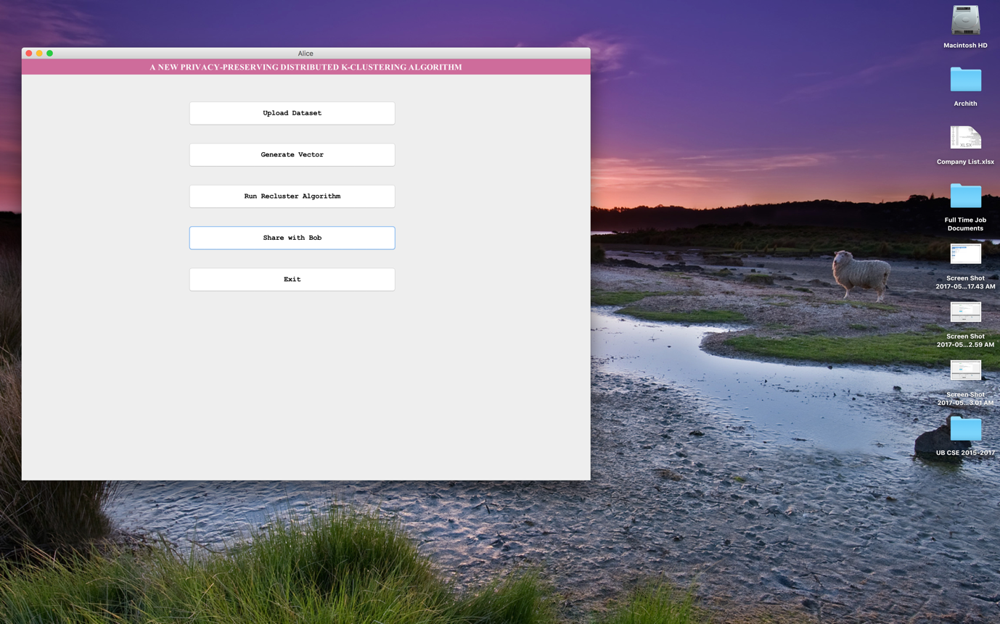 Alice
A NEW PRIVACY-PRESERVING DISTRIBUTED K-CLUSTERING ALGORITHM
Upload Dataset
Generate Vector
Run Recluster Algorithm
Share with Bob
Exit
Macintosh HD
Archith
XLSX
Company List.xlsx
Full Time Job
Documents
Screen Shot
2017-05...17.43 AM
Screen Shot
2017-05...2.59 AM
Screen Shot
2017-05...3.01 AM
UB CSE 2015-2017